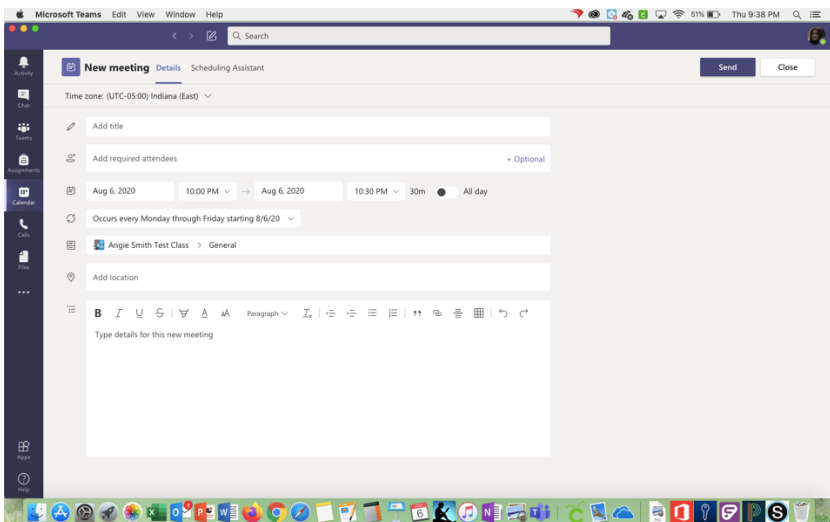 Microsoft Teams Edit View Window Help 51% Thu 9:38 PM
Search
Activity
Chat
Teams
Assignments
Calendar
Calls
Files
Apps
Help
New meeting Details Scheduling Assistant Send Close
Time zone: (UTC-05:00) Indiana (East)
Add title
Add required attendees + Optional
Aug 6, 2020 10:00 PM → Aug 6, 2020 10:30 PM 30m All day
Occurs every Monday through Friday starting 8/6/20
Angie Smith Test Class > General
Add location
B I U S A AA Paragraph
Type details for this new meeting